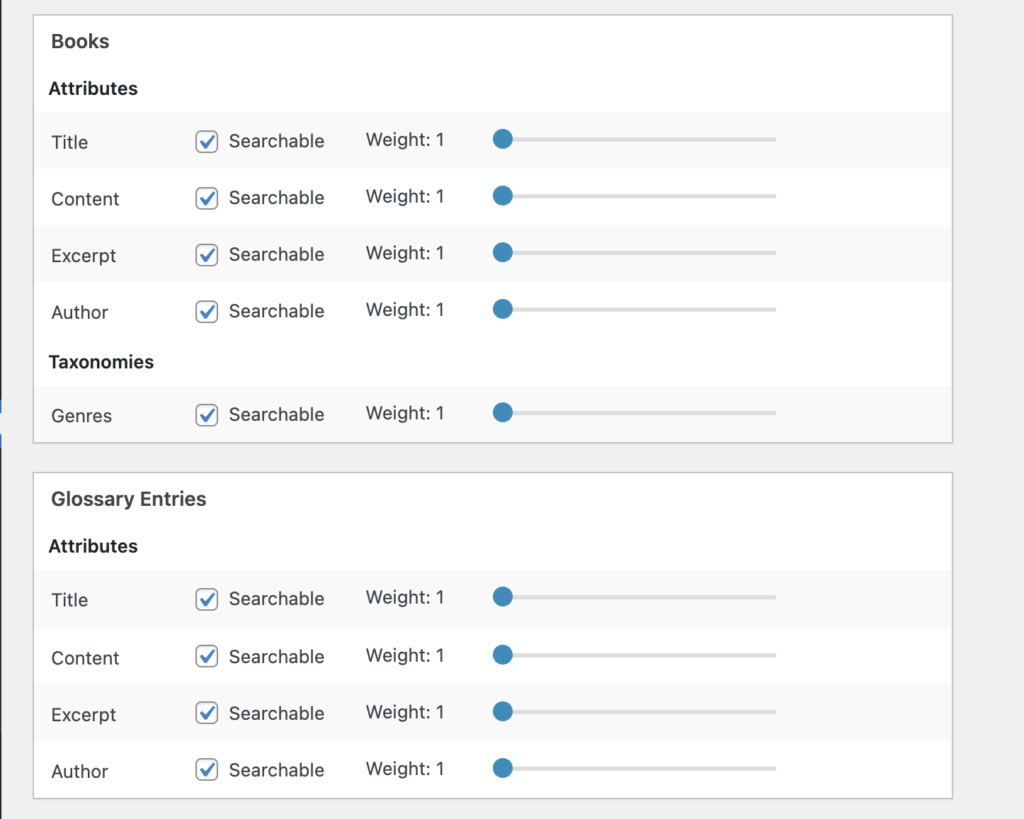 Books
Attributes
Title Searchable Weight: 1
Content Searchable Weight: 1
Excerpt Searchable Weight: 1
Author Searchable Weight: 1
Taxonomies
Genres Searchable Weight: 1
Glossary Entries
Attributes
Title Searchable Weight: 1
Content Searchable Weight: 1
Excerpt Searchable Weight: 1
Author Searchable Weight: 1